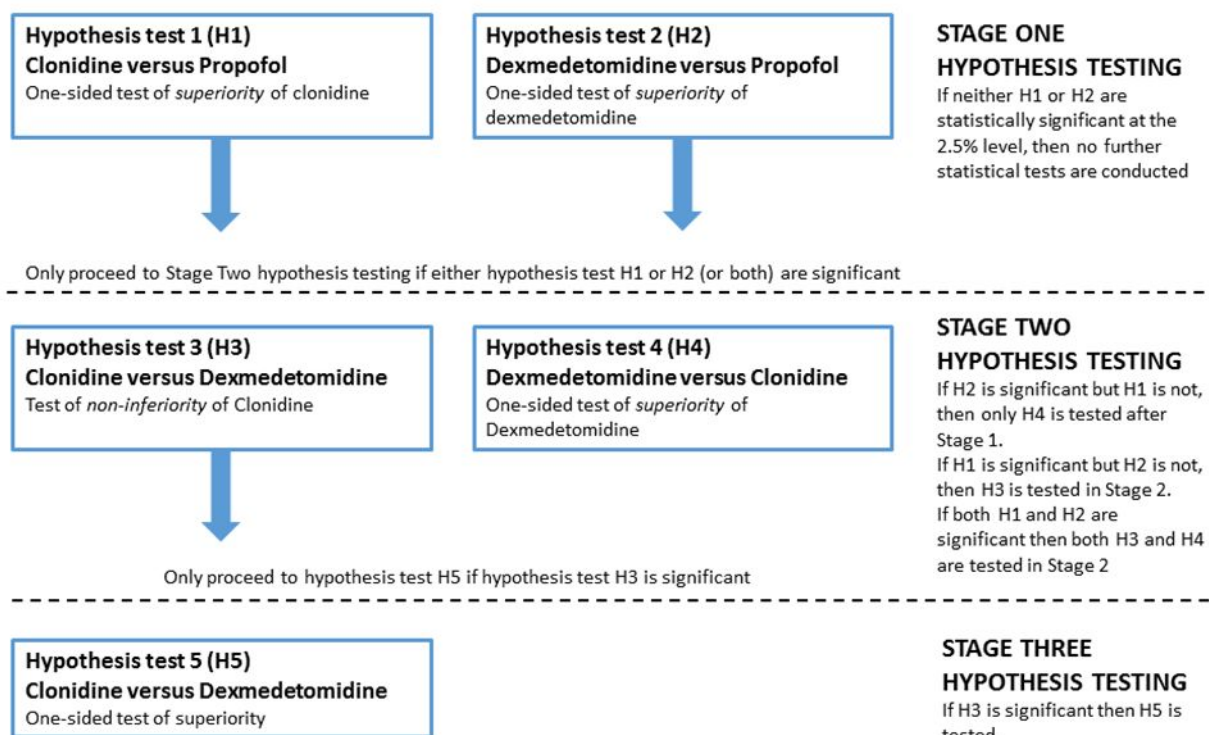 Hypothesis test 1 (H1)
Clonidine versus Propofol
One-sided test of superiority of clonidine
Hypothesis test 2 (H2)
Dexmedetomidine versus Propofol
One-sided test of superiority of
dexmedetomidine
STAGE ONE
HYPOTHESIS TESTING
If neither H1 or H2 are
statistically significant at the
2.5% level, then no further
statistical tests are conducted
Only proceed to Stage Two hypothesis testing if either hypothesis test H1 or H2 (or both) are significant
Hypothesis test 3 (H3)
Clonidine versus Dexmedetomidine
Test of non-inferiority of Clonidine
Hypothesis test 4 (H4)
Dexmedetomidine versus Clonidine
One-sided test of superiority of
Dexmedetomidine
STAGE TWO
HYPOTHESIS TESTING
If H2 is significant but H1 is not,
then only H4 is tested after
Stage 1.
If H1 is significant but H2 is not,
then H3 is tested in Stage 2.
If both H1 and H2 are
significant then both H3 and H4
are tested in Stage 2
Only proceed to hypothesis test H5 if hypothesis test H3 is significant
Hypothesis test 5 (H5)
Clonidine versus Dexmedetomidine
One-sided test of superiority
STAGE THREE
HYPOTHESIS TESTING
If H3 is significant then H5 is
tested